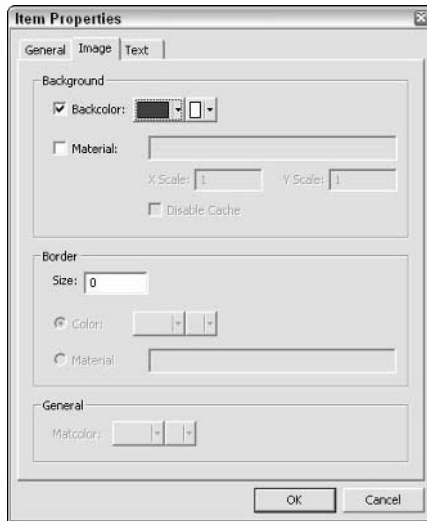 Item Properties
General Image Text
Background
Backcolor:
Material:
X Scale: 1 Y Scale: 1
Disable Cache
Border
Size: 0
Color:
Material
General
Matcolor:
OK Cancel